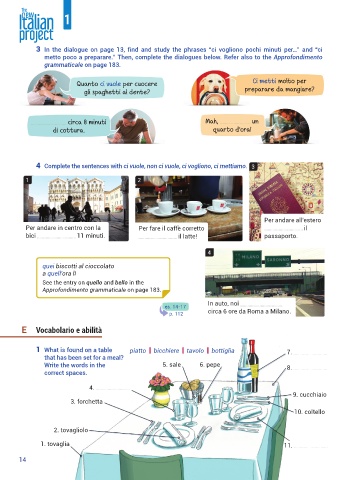 The
new
Italian
project
1
3 In the dialogue on page 13, find and study the phrases "ci vogliono pochi minuti per..." and "ci
metto poco a preparare." Then, complete the dialogues below. Refer also to the Approfondimento
grammaticale on page 183.
Quanto ci vuole per cuocere
gli spaghetti al dente?
Ci metti molto per
preparare da mangiare?
............ circa 8 minuti
di cottura.
Mah, ............ un
quarto d'ora!
4 Complete the sentences with ci vuole, non ci vuole, ci vogliono, ci mettiamo.
1
2
3
Per andare in centro con la
bici ............ 11 minuti.
Per fare il caffè corretto
............ il latte!
Per andare all'estero
............ il
passaporto.
4
MILANO
quei biscotti al cioccolato
a quell'ora lì
See the entry on quello and bello in the
Approfondimento grammaticale on page 183.
es. 14-17
p. 112
In auto, noi ............
circa 6 ore da Roma a Milano.
E Vocabolario e abilità
1 What is found on a table
that has been set for a meal?
Write the words in the
correct spaces.
piatto | bicchiere | tavolo | bottiglia
1. tovaglia
2. tovagliolo
3. forchetta
4. ............
5. sale
6. pepe
7. ............
8. ............
9. cucchiaio
10. coltello
11. ............
14